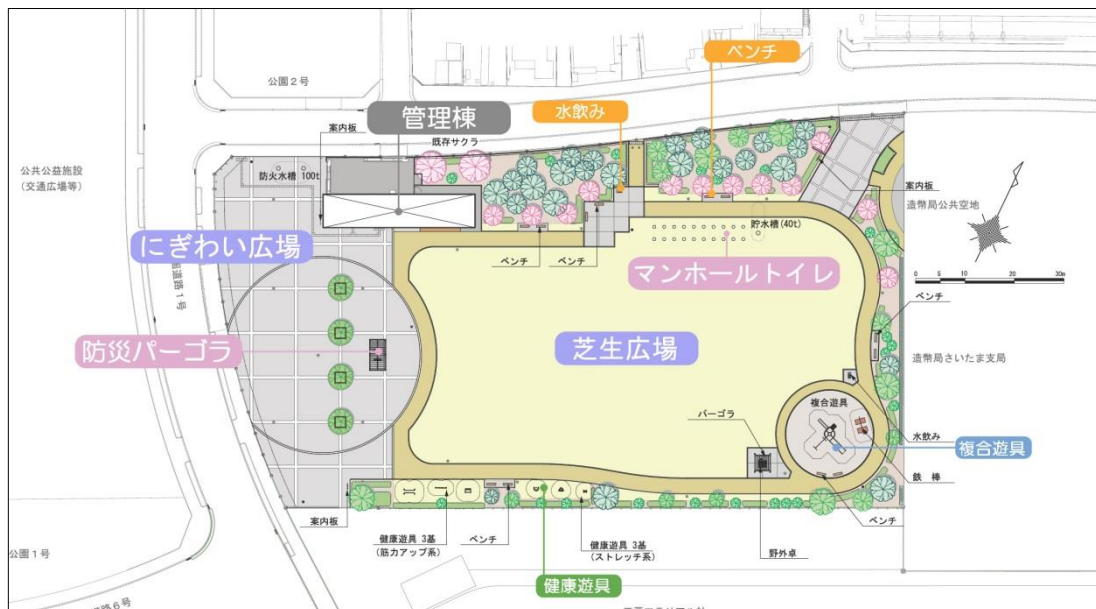 ベンチ
公園2号
水飲み
管理棟
案内板
既存サクラ
公共公益施設
(交通広場等)
防火水槽 100t
案内板
造幣局公共空地
貯水槽(40t)
にぎわい広場
ベンチ
ベンチ
マンホールトイレ
0 5 10 20 30m
ベンチ
防災パーゴラ
芝生広場
造幣局さいたま支局
複合遊具
パーゴラ
水飲み
複合遊具
鉄 棒
案内板
健康遊具 3基
(筋力アップ系)
ベンチ
健康遊具 3基
(ストレッチ系)
野外卓
ベンチ
公園1号
健康遊具